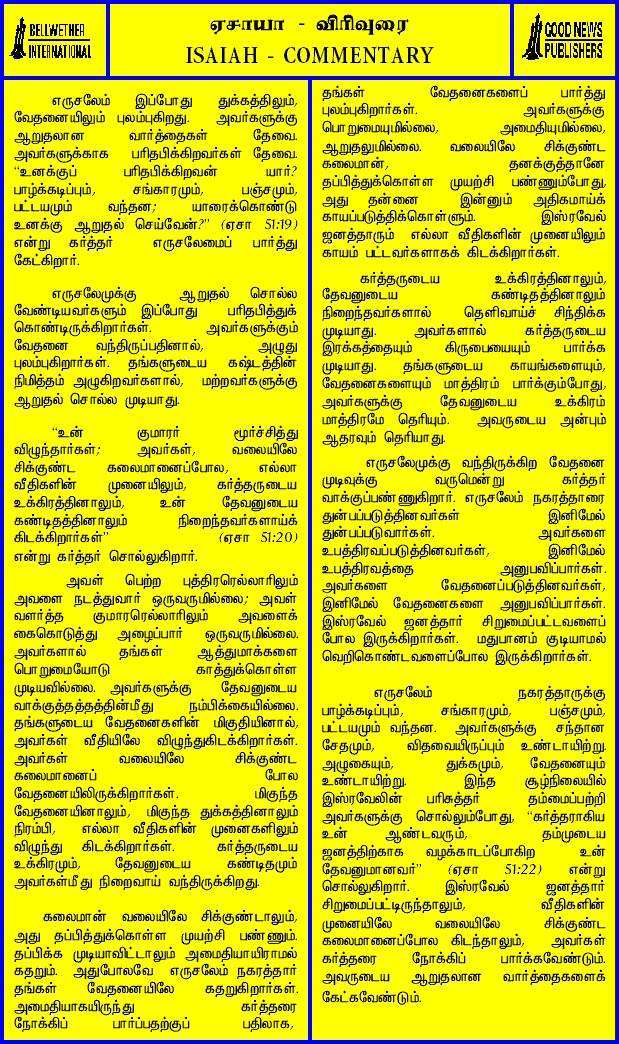 BELLWETHER
INTERNATIONAL
ஏசாயா - விரிவுரை
ISAIAH - COMMENTARY
GOOD NEWS
PUBLISHERS
எருசலேம் இப்போது துக்கத்திலும்,
வேதனையிலும் புலம்புகிறது. அவர்களுக்கு
ஆறுதலான வார்த்தைகள் தேவை.
அவர்களுக்காக பரிதபிக்கிறவர்கள் தேவை.
“உனக்குப் பரிதபிக்கிறவன் யார்?
பாழ்க்கடிப்பும், சங்காரமும், பஞ்சமும்,
பட்டயமும் வந்தன; யாரைக்கொண்டு
உனக்கு ஆறுதல் செய்வேன்?” (ஏசா 51:19)
என்று கர்த்தர் எருசலேமைப் பார்த்து
கேட்கிறார்.
எருசலேமுக்கு ஆறுதல் சொல்ல
வேண்டியவர்களும் இப்போது பரிதபித்துக்
கொண்டிருக்கிறார்கள். அவர்களுக்கும்
வேதனை வந்திருப்பதினால், அழுது
புலம்புகிறார்கள். தங்களுடைய கஷ்டத்தின்
நிமித்தம் அழுகிறவர்களால், மற்றவர்களுக்கு
ஆறுதல் சொல்ல முடியாது.
“உன் குமாரர் மூர்ச்சித்து
விழுந்தார்கள்; அவர்கள், வலையிலே
சிக்குண்ட கலைமானைப்போல, எல்லா
வீதிகளின் முனையிலும், கர்த்தருடைய
உக்கிரத்தினாலும், உன் தேவனுடைய
கண்டிதத்தினாலும் நிறைந்தவர்களாய்க்
கிடக்கிறார்கள்” (ஏசா 51:20)
என்று கர்த்தர் சொல்லுகிறார்.
அவள் பெற்ற புத்திரரெல்லாரிலும்
அவளை நடத்துவார் ஒருவருமில்லை; அவள்
வளர்த்த குமாரரெல்லாரிலும் அவளைக்
கைகொடுத்து அழைப்பார் ஒருவருமில்லை.
அவர்களால் தங்கள் ஆத்துமாக்களை
பொறுமையோடு காத்துக்கொள்ள
முடியவில்லை. அவர்களுக்கு தேவனுடைய
வாக்குத்தத்தத்தின்மீது நம்பிக்கையில்லை.
தங்களுடைய வேதனைகளின் மிகுதியினால்,
அவர்கள் வீதியிலே விழுந்துகிடக்கிறார்கள்.
அவர்கள் வலையிலே சிக்குண்ட
கலைமானைப் போல
வேதனையிலிருக்கிறார்கள். மிகுந்த
வேதனையினாலும், மிகுந்த துக்கத்தினாலும்
நிரம்பி, எல்லா வீதிகளின் முனைகளிலும்
விழுந்து கிடக்கிறார்கள். கர்த்தருடைய
உக்கிரமும், தேவனுடைய கண்டிதமும்
அவர்கள்மீது நிறைவாய் வந்திருக்கிறது.
கலைமான் வலையிலே சிக்குண்டாலும்,
அது தப்பித்துக்கொள்ள முயற்சி பண்ணும்.
தப்பிக்க முடியாவிட்டாலும் அமைதியாயிராமல்
கதறும். அதுபோலவே எருசலேம் நகரத்தார்
தங்கள் வேதனையிலே கதறுகிறார்கள்.
அமைதியாகயிருந்து கர்த்தரை
நோக்கிப் பார்ப்பதற்குப் பதிலாக,
தங்கள் வேதனைகளைப் பார்த்து
புலம்புகிறார்கள். அவர்களுக்கு
பொறுமையுமில்லை, அமைதியுமில்லை,
ஆறுதலுமில்லை. வலையிலே சிக்குண்ட
கலைமான், தனக்குத்தானே
தப்பித்துக்கொள்ள முயற்சி பண்ணும்போது,
அது தன்னை இன்னும் அதிகமாய்க்
காயப்படுத்திக்கொள்ளும். இஸ்ரவேல்
ஜனத்தாரும் எல்லா வீதிகளின் முனையிலும்
காயம் பட்டவர்களாகக் கிடக்கிறார்கள்.
கர்த்தருடைய உக்கிரத்தினாலும்,
தேவனுடைய கண்டிதத்தினாலும்
நிறைந்தவர்களால் தெளிவாய்ச் சிந்திக்க
முடியாது. அவர்களால் கர்த்தருடைய
இரக்கத்தையும் கிருபையையும் பார்க்க
முடியாது. தங்களுடைய காயங்களையும்,
வேதனைகளையும் மாத்திரம் பார்க்கும்போது,
அவர்களுக்கு தேவனுடைய உக்கிரம்
மாத்திரமே தெரியும். அவருடைய அன்பும்
ஆதரவும் தெரியாது.
எருசலேமுக்கு வந்திருக்கிற வேதனை
முடிவுக்கு வருமென்று கர்த்தர்
வாக்குப்பண்ணுகிறார். எருசலேம் நகரத்தாரை
துன்பப்படுத்தினவர்கள் இனிமேல்
துன்பப்படுவார்கள். அவர்களை
உபத்திரவப்படுத்தினவர்கள், இனிமேல்
உபத்திரவத்தை அனுபவிப்பார்கள்.
அவர்களை வேதனைப்படுத்தினவர்கள்,
இனிமேல் வேதனைகளை அனுபவிப்பார்கள்.
இஸ்ரவேல் ஜனத்தார் சிறுமைப்பட்டவளைப்
போல இருக்கிறார்கள். மதுபானம் குடியாமல்
வெறிகொண்டவளைப்போல இருக்கிறார்கள்.
எருசலேம் நகரத்தாருக்கு
பாழ்க்கடிப்பும், சங்காரமும், பஞ்சமும்,
பட்டயமும் வந்தன. அவர்களுக்கு சந்தான
சேதமும், விதவையிருப்பும் உண்டாயிற்று.
அழுகையும், துக்கமும், வேதனையும்
உண்டாயிற்று. இந்த சூழ்நிலையில்
இஸ்ரவேலின் பரிசுத்தர் தம்மைப்பற்றி
அவர்களுக்கு சொல்லும்போது, “கர்த்தராகிய
உன் ஆண்டவரும், தம்முடைய
ஜனத்திற்காக வழக்காடப்போகிற உன்
தேவனுமானவர்” (ஏசா 51:22) என்று
சொல்லுகிறார். இஸ்ரவேல் ஜனத்தார்
சிறுமைப்பட்டிருந்தாலும், வீதிகளின்
முனையிலே வலையிலே சிக்குண்ட
கலைமானைப்போல கிடந்தாலும், அவர்கள்
கர்த்தரை நோக்கிப் பார்க்கவேண்டும்.
அவருடைய ஆறுதலான வார்த்தைகளைக்
கேட்கவேண்டும்.